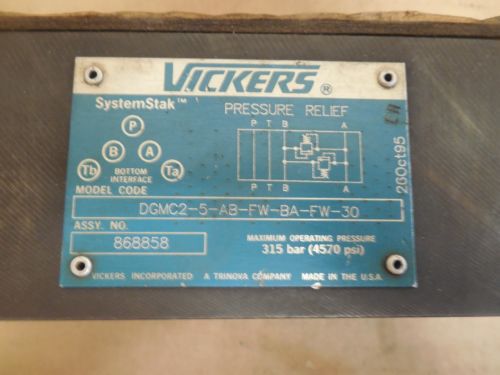 VICKERS®
SystemStak™ PRESSURE RELIEF
P T B A
P
B A
Tb Ta
BOTTOM
INTERFACE
P T B A
26Oct95
MODEL CODE
DGMC2-5-AB-FW-BA-FW-30
ASSY. NO.
868858
MAXIMUM OPERATING PRESSURE
315 bar (4570 psi)
VICKERS INCORPORATED A TRINOVA COMPANY MADE IN THE U.S.A.